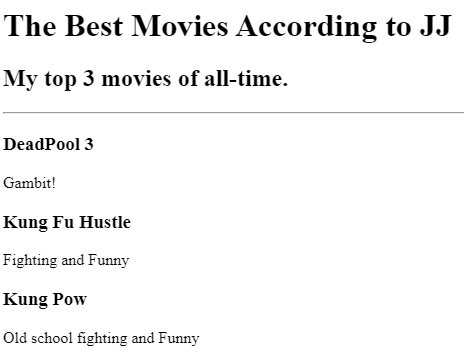 The Best Movies According to JJ
My top 3 movies of all-time.
DeadPool 3
Gambit!
Kung Fu Hustle
Fighting and Funny
Kung Pow
Old school fighting and Funny